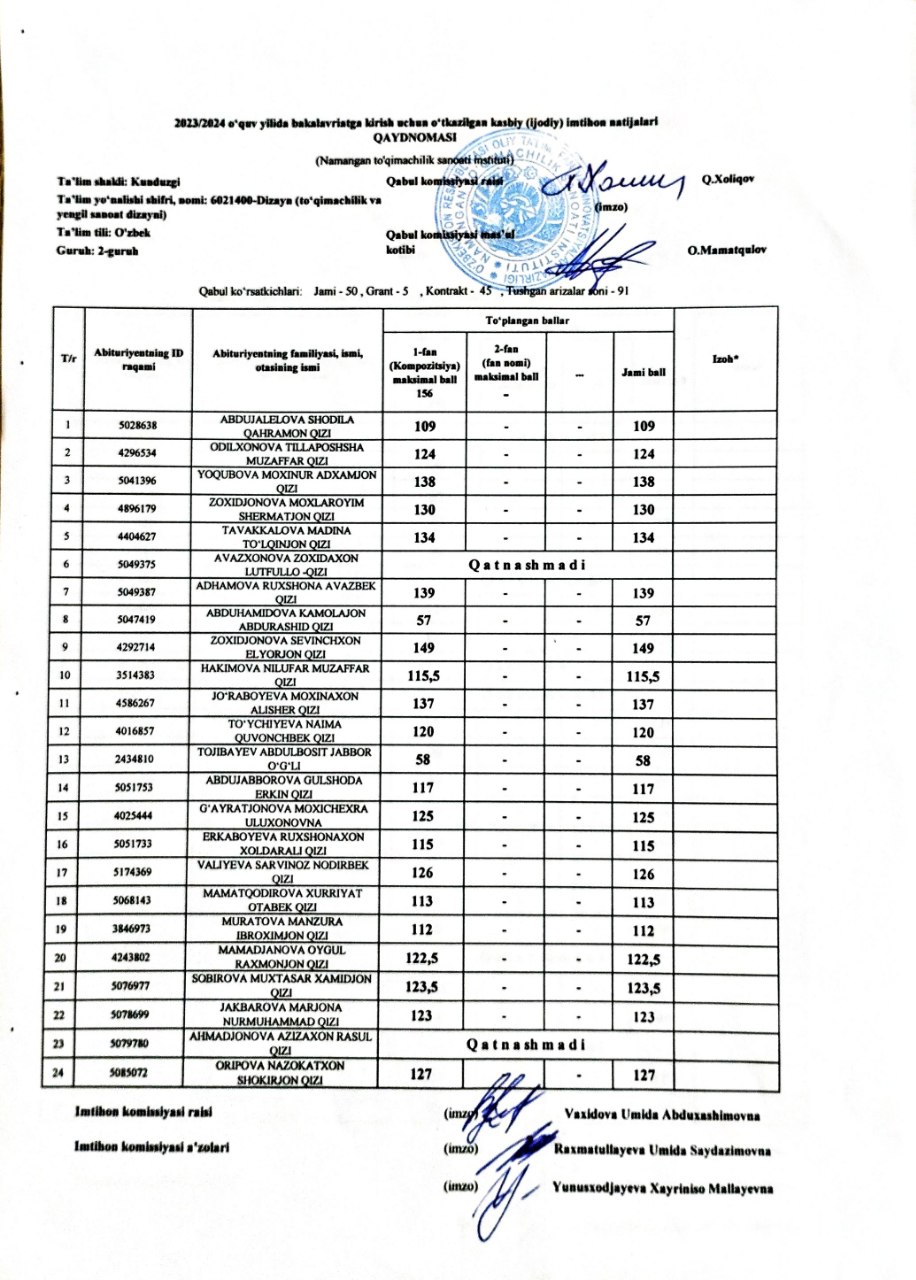 2023/2024 o‘quv yilida bakalavriatga kirish uchun o‘tkazilgan kasbiy (ijodiy) imtihon natijalari
QAYDNOMASI
(Namangan to'qimachilik sanoati instituti)
Ta’lim shakli: Kunduzgi
Qabul komissiyasi raisi
Q.Xoliqov
(imzo)
Ta’lim yo‘nalishi shifri, nomi: 6021400-Dizayn (to‘qimachilik va
yengil sanoat dizayni)
Ta’lim tili: O'zbek
Qabul komissiyasi mas’ul
kotibi
Guruh: 2-guruh
O.Mamatqulov
Qabul ko‘rsatkichlari: Jami - 50 , Grant - 5 , Kontrakt - 45 , Tushgan arizalar soni - 91
T/r
Abituriyentning ID
raqami
Abituriyentning familiyasi, ismi,
otasining ismi
To‘plangan ballar
1-fan
(Kompozitsiya)
maksimal ball
156
2-fan
(fan nomi)
maksimal ball
-
...
Jami ball
Izoh*
1 5028638 ABDUJALELOVA SHODILA
QAHRAMON QIZI 109 - - 109
2 4296534 ODILXONOVA TILLAPOSHSHA
MUZAFFAR QIZI 124 - - 124
3 5041396 YOQUBOVA MOXINUR ADXAMJON
QIZI 138 - - 138
4 4896179 ZOXIDJONOVA MOXLAROYIM
SHERMATJON QIZI 130 - - 130
5 4404627 TAVAKKALOVA MADINA
TO‘LQINJON QIZI 134 - - 134
6 5049375 AVAZXONOVA ZOXIDAXON
LUTFULLO -QIZI Qatnashmadi
7 5049387 ADHAMOVA RUXSHONA AVAZBEK
QIZI 139 - - 139
8 5047419 ABDUHAMIDOVA KAMOLAJON
ABDURASHID QIZI 57 - - 57
9 4292714 ZOXIDJONOVA SEVINCHXON
ELYORJON QIZI 149 - - 149
10 3514383 HAKIMOVA NILUFAR MUZAFFAR
QIZI 115,5 - - 115,5
11 4586267 JO‘RABOYEVA MOXINAXON
ALISHER QIZI 137 - - 137
12 4016857 TO‘YCHIYEVA NAIMA
QUVONCHBEK QIZI 120 - - 120
13 2434810 TOJIBAYEV ABDULBOSIT JABBOR
O‘G‘LI 58 - - 58
14 5051753 ABDUJABBOROVA GULSHODA
ERKIN QIZI 117 - - 117
15 4025444 G‘AYRATJONOVA MOXICHEXRA
ULUXONOVNA 125 - - 125
16 5051733 ERKABOYEVA RUXSHONAXON
XOLDARALI QIZI 115 - - 115
17 5174369 VALIYEVA SARVINOZ NODIRBEK
QIZI 126 - - 126
18 5068143 MAMATQODIROVA XURRIYAT
OTABEK QIZI 113 - - 113
19 3846973 MURATOVA MANZURA
IBROXIMJON QIZI 112 - - 112
20 4243802 MAMADJANOVA OYGUL
RAXMONJON QIZI 122,5 - - 122,5
21 5076977 SOBIROVA MUXTASAR XAMIDJON
QIZI 123,5 - - 123,5
22 5078699 JAKBAROVA MARJONA
NURMUHAMMAD QIZI 123 - - 123
23 5079780 AHMADJONOVA AZIZAXON RASUL
QIZI Qatnashmadi
24 5085072 ORIPOVA NAZOKATXON
SHOKIRJON QIZI 127 - 127
Imtihon komissiyasi raisi (imzo) Vaxidova Umida Abduxashimovna
Imtihon komissiyasi a’zolari (imzo) Raxmatullayeva Umida Saydazimovna
(imzo) Yunusxodjayeva Xayriniso Mallayevna